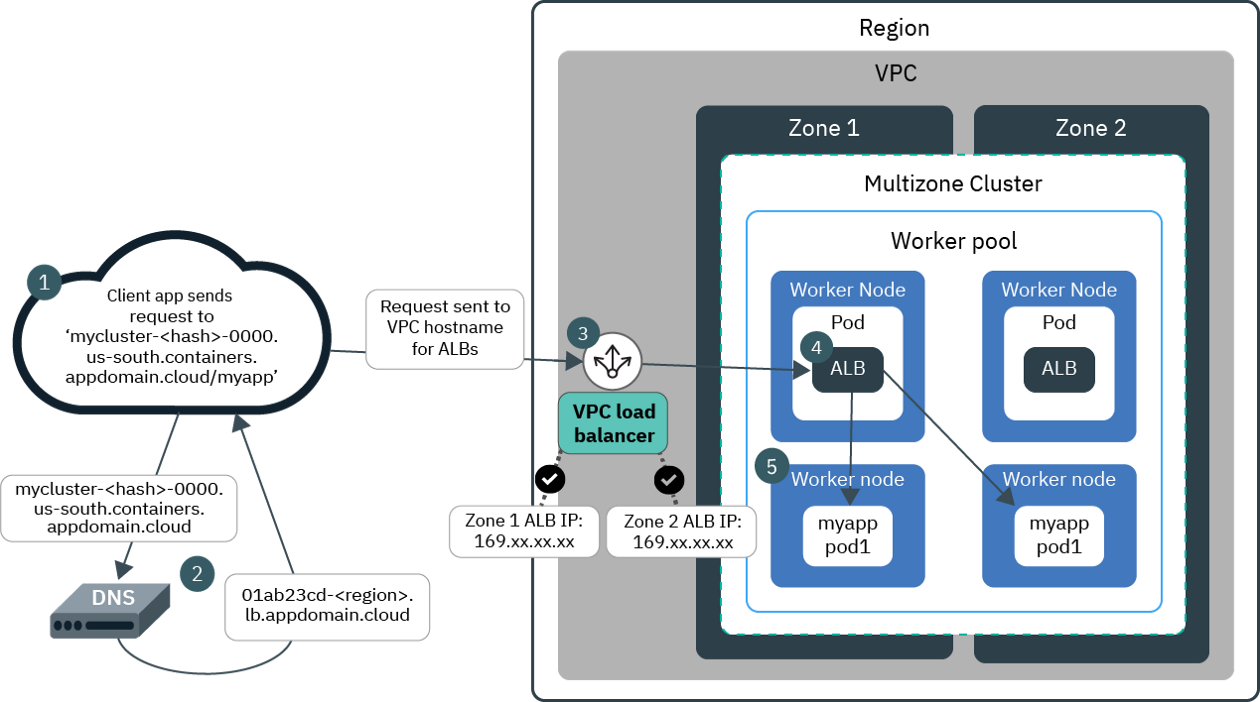 Region
VPC
Zone 1
Zone 2
Multizone Cluster
Worker pool
1
Client app sends
request to
‘mycluster-<hash>-0000.
us-south.containers.
appdomain.cloud/myapp’
mycluster-<hash>-0000.
us-south.containers.
appdomain.cloud
2
DNS
01ab23cd-<region>.
lb.appdomain.cloud
Request sent to
VPC hostname
for ALBs
3
VPC load
balancer
Zone 1 ALB IP:
169.xx.xx.xx
Zone 2 ALB IP:
169.xx.xx.xx
Worker Node
Pod
4
ALB
Worker Node
Pod
ALB
5
Worker node
myapp
pod1
Worker node
myapp
pod1